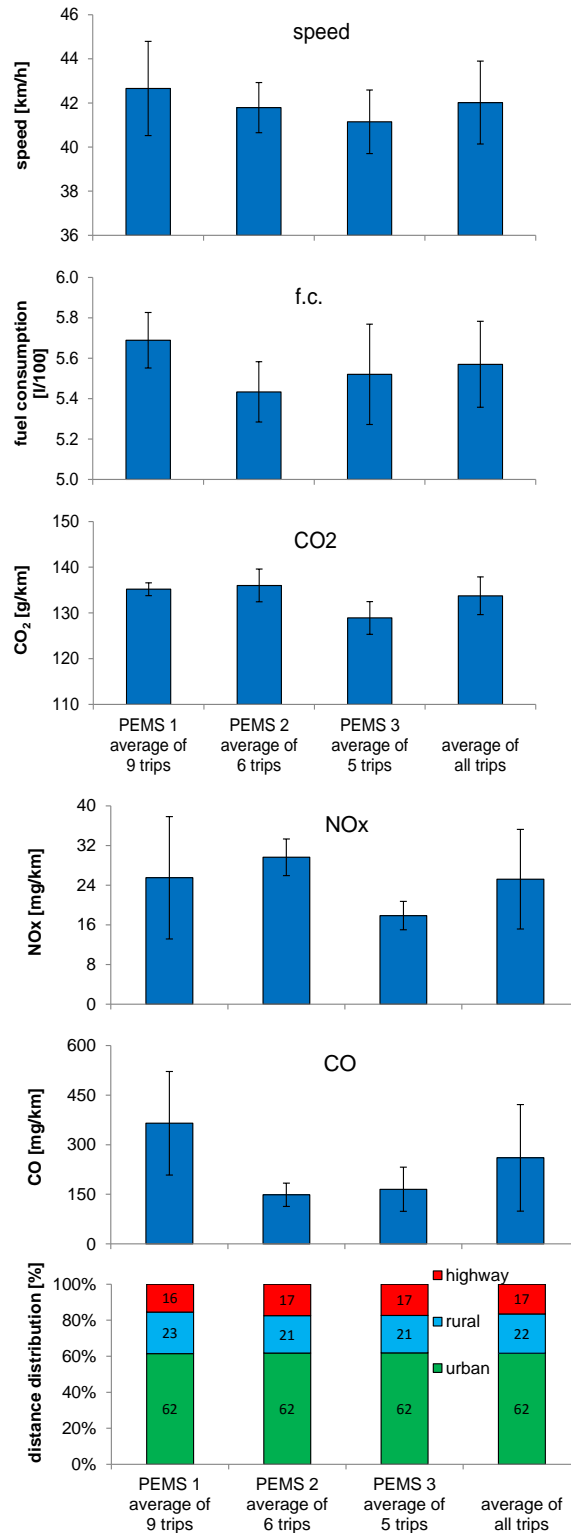 speed
speed [km/h]
46
44
42
40
38
36
f.c.
fuel consumption
[l/100]
6.0
5.8
5.6
5.4
5.2
5.0
CO2
CO₂ [g/km]
150
140
130
120
110
PEMS 1
average of
9 trips
PEMS 2
average of
6 trips
PEMS 3
average of
5 trips
average of
all trips
NOx
NOx [mg/km]
40
32
24
16
8
0
CO
CO [mg/km]
600
450
300
150
0
distance distribution [%]
100%
80%
60%
40%
20%
0%
highway
rural
urban
16 17 17 17
23 21 21 22
62 62 62 62
PEMS 1
average of
9 trips
PEMS 2
average of
6 trips
PEMS 3
average of
5 trips
average of
all trips